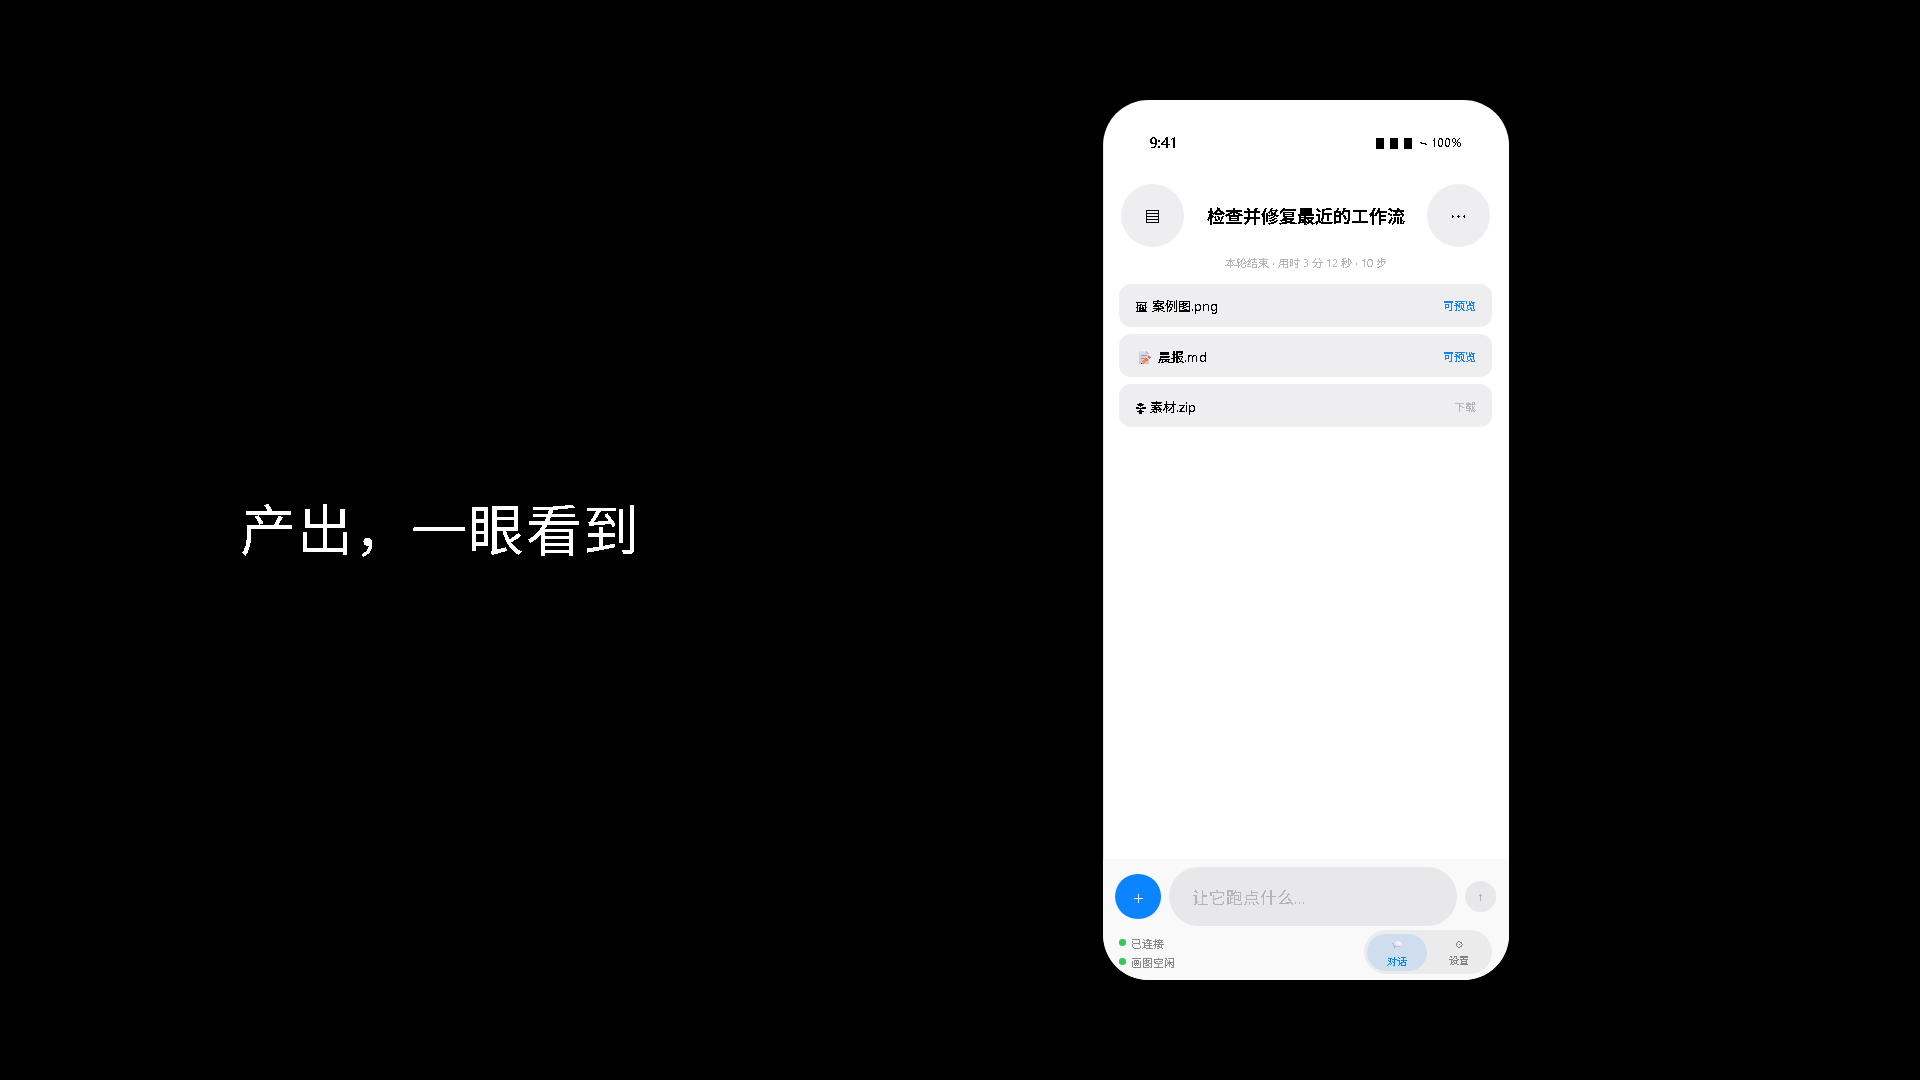 产出，一眼看到
9:41
100%
检查并修复最近的工作流
本轮结束 · 用时 3 分 12 秒 · 10 步
案例图.png
可预览
晨报.md
可预览
素材.zip
下载
让它跑点什么...
已连接
画图空闲
对话
设置